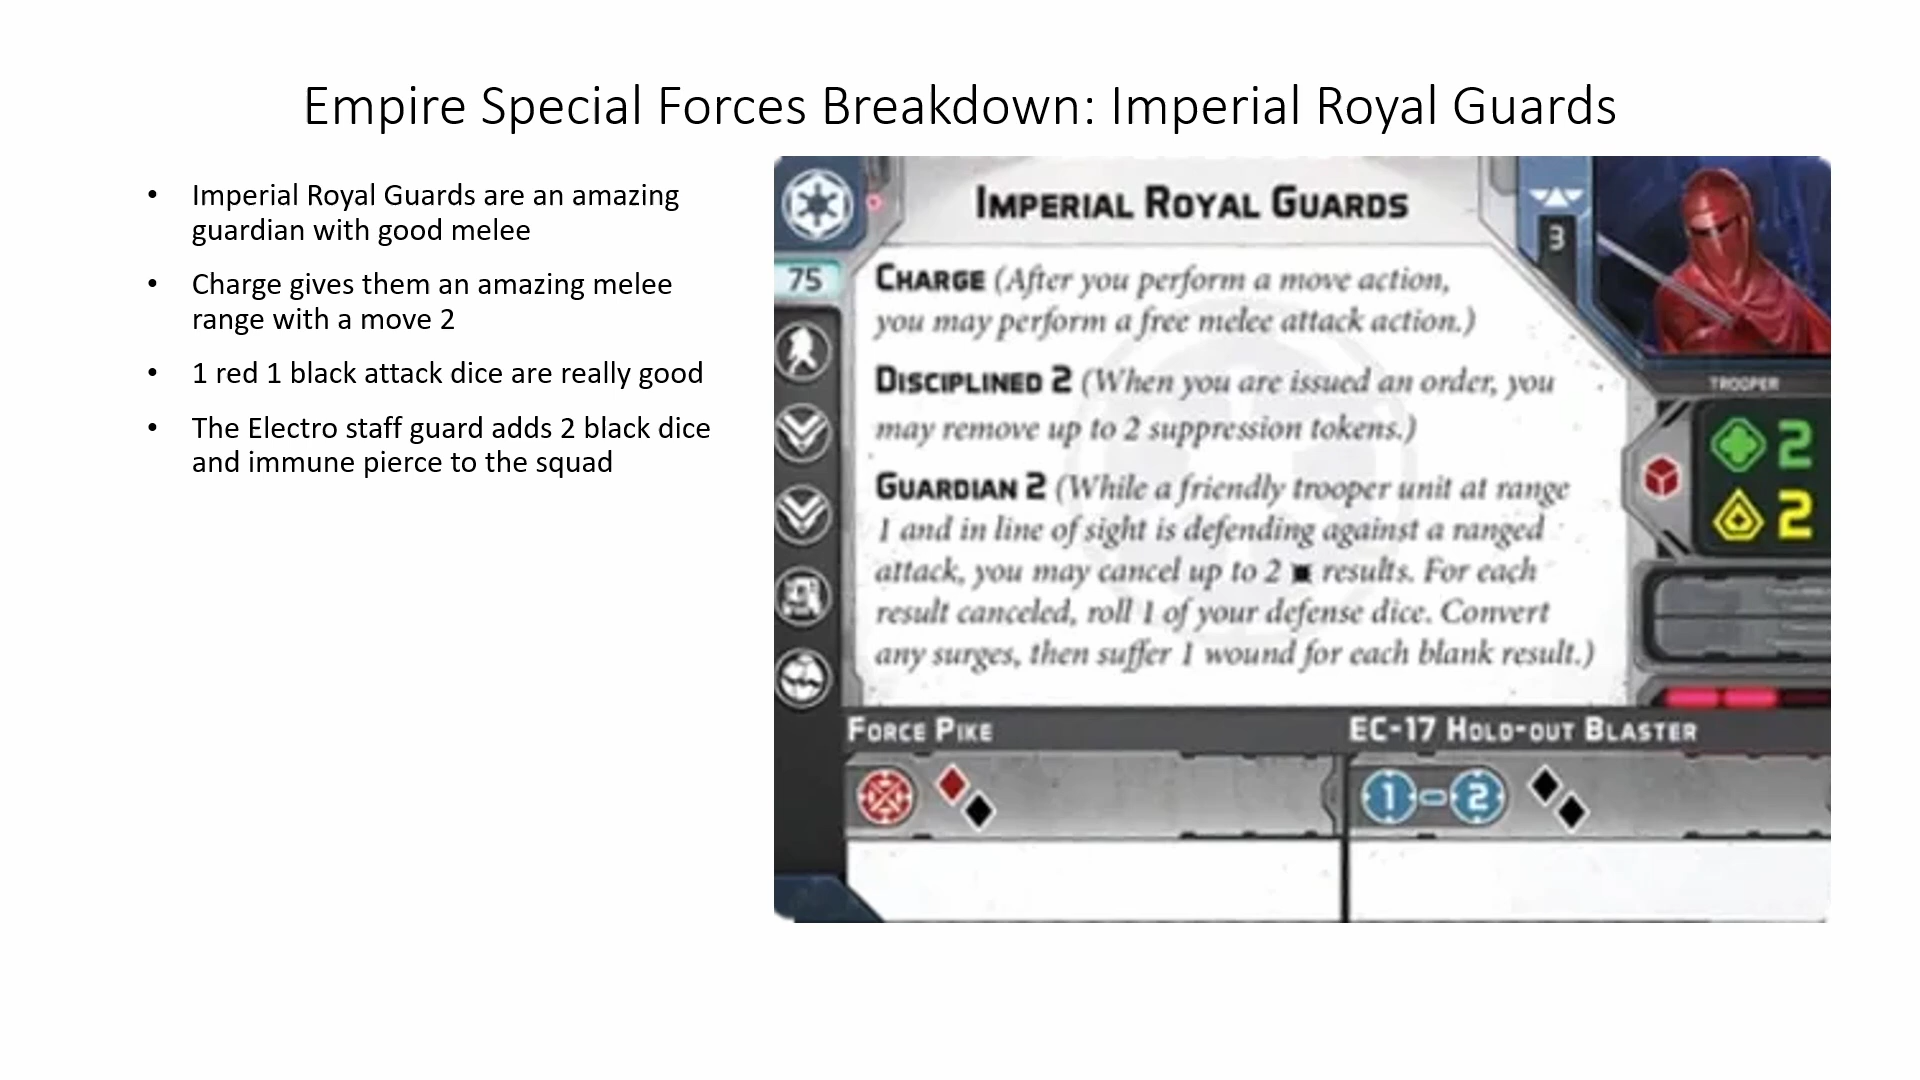 Empire Special Forces Breakdown: Imperial Royal Guards
• Imperial Royal Guards are an amazing
guardian with good melee
• Charge gives them an amazing melee
range with a move 2
• 1 red 1 black attack dice are really good
• The Electro staff guard adds 2 black dice
and immune pierce to the squad
IMPERIAL ROYAL GUARDS
3
75
CHARGE (After you perform a move action,
you may perform a free melee attack action.)
DISCIPLINED 2 (When you are issued an order, you
may remove up to 2 suppression tokens.)
GUARDIAN 2 (While a friendly trooper unit at range
1 and in line of sight is defending against a ranged
attack, you may cancel up to 2 results. For each
result canceled, roll 1 of your defense dice. Convert
any surges, then suffer 1 wound for each blank result.)
TROOPER
2
2
FORCE PIKE
EC-17 HOLD-OUT BLASTER
1-2